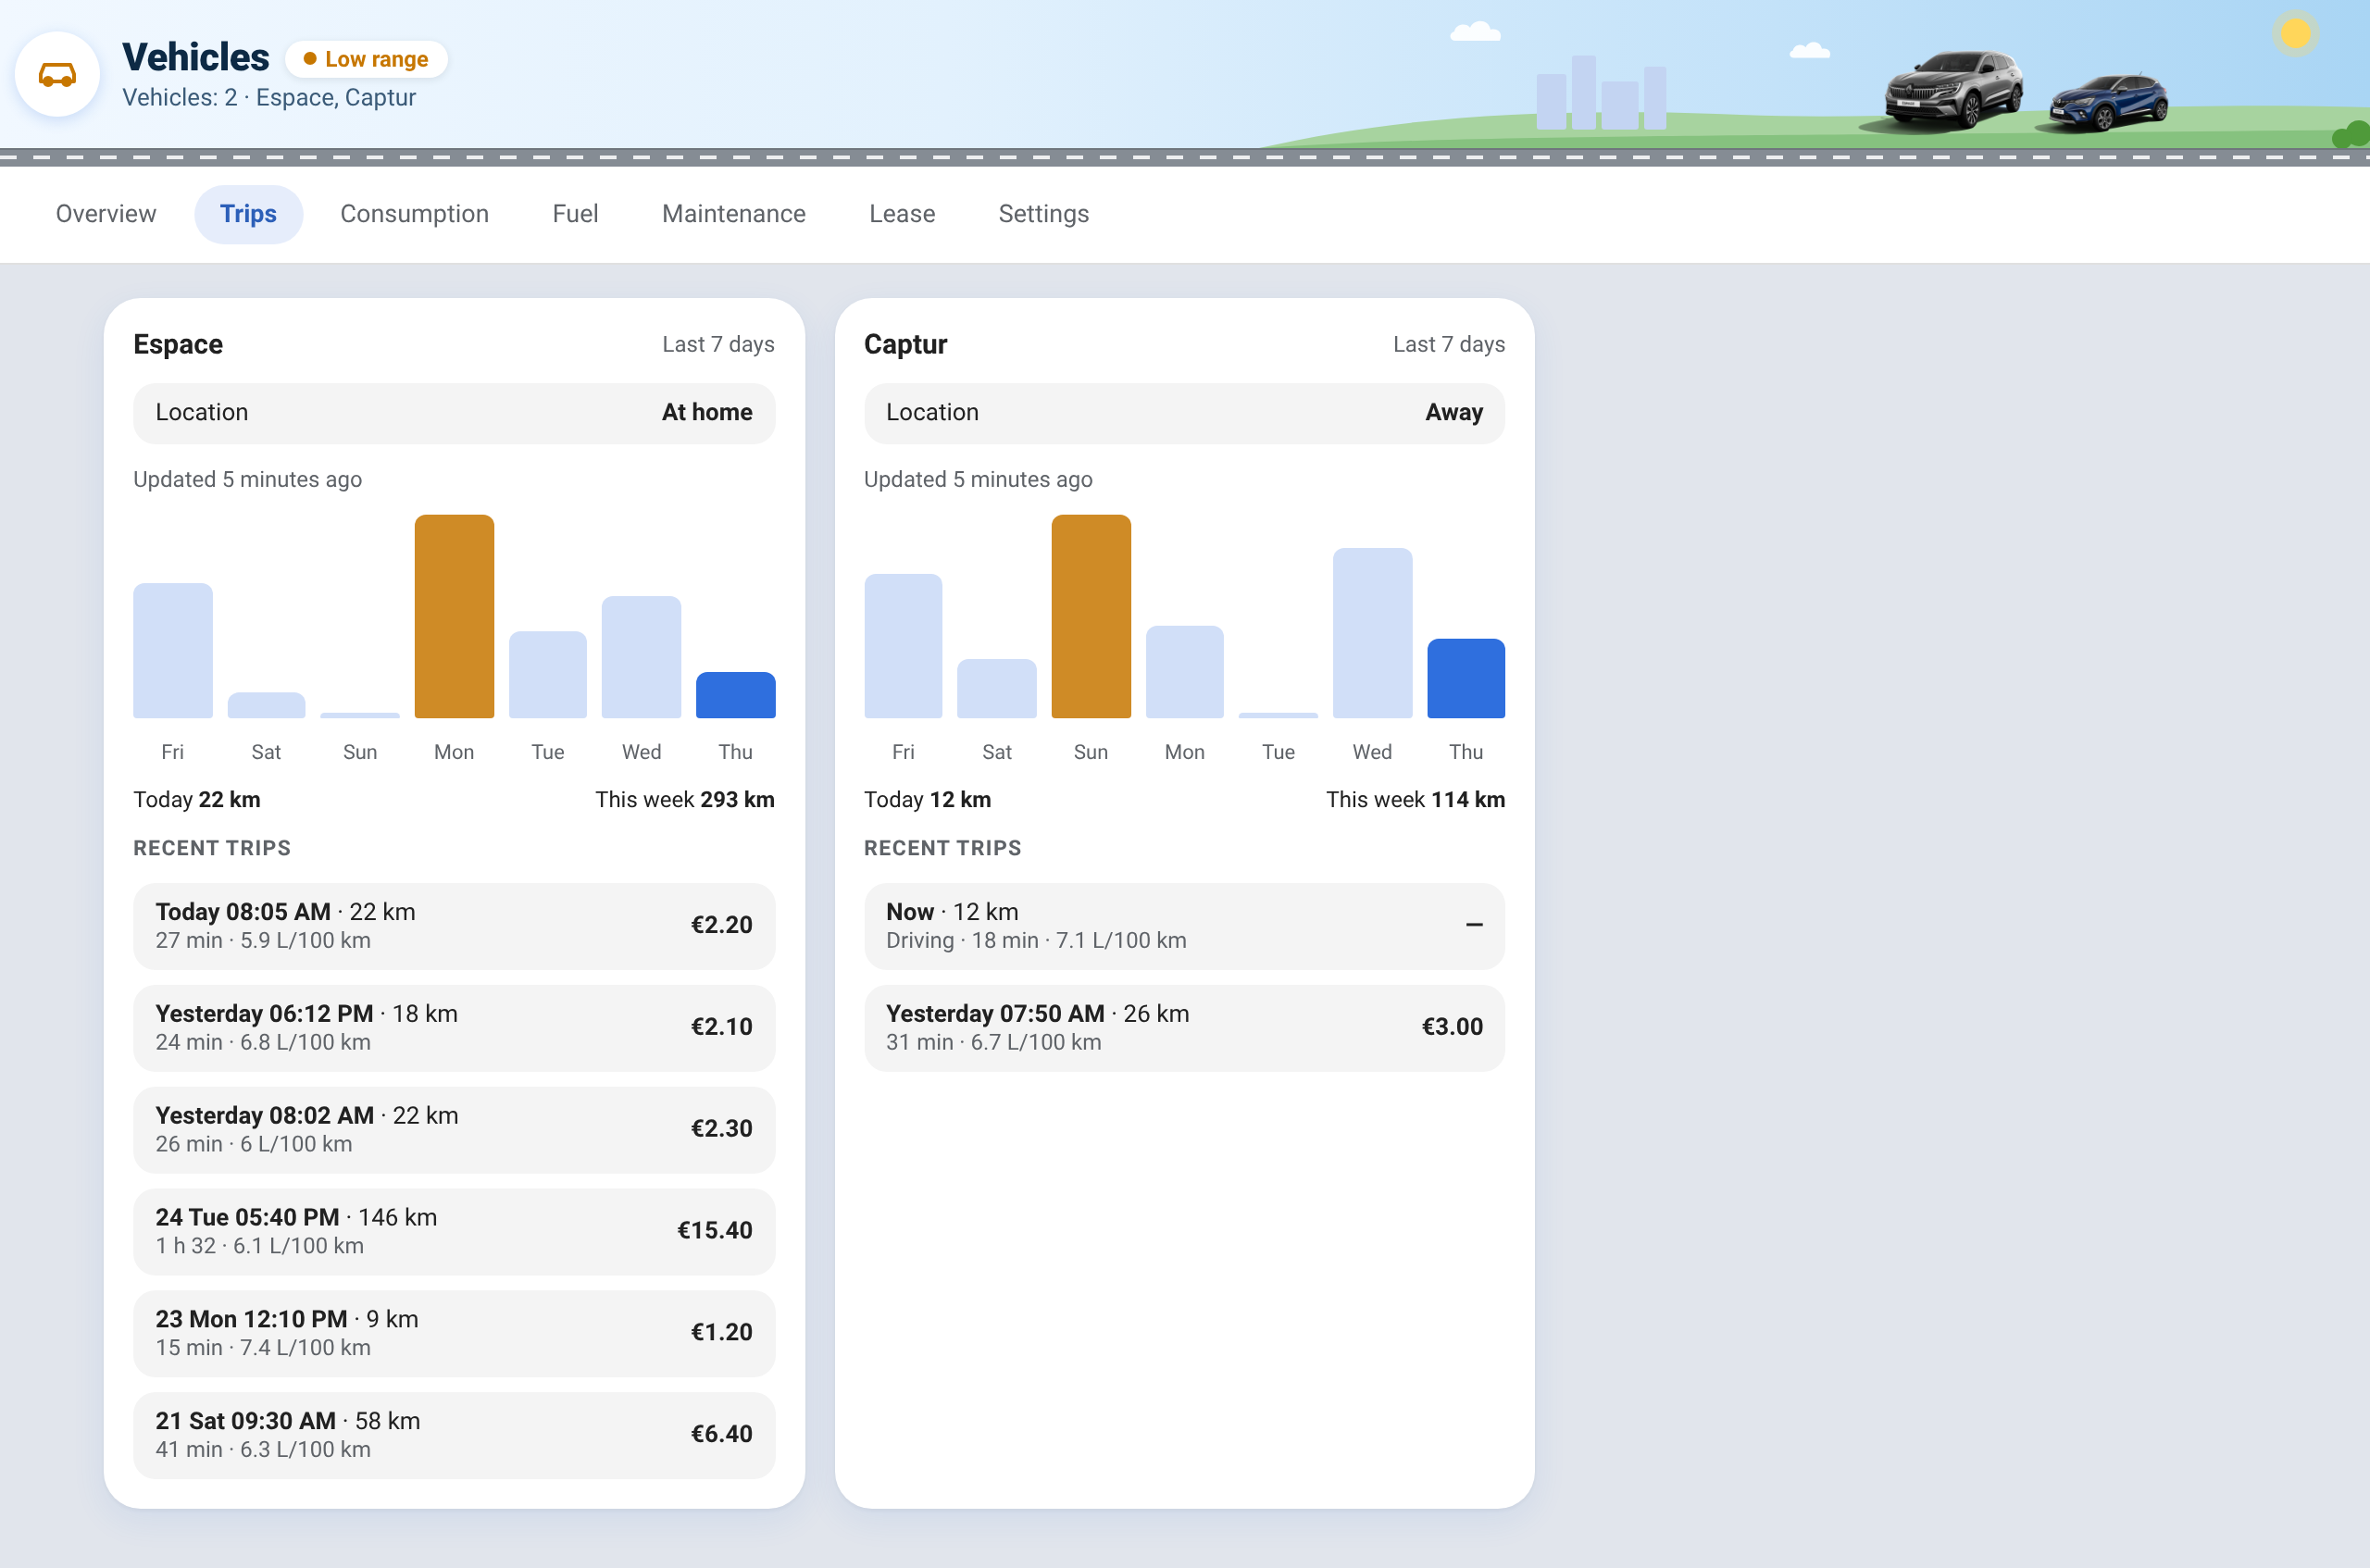 Vehicles
Low range
Vehicles: 2 · Espace, Captur
Overview
Trips
Consumption
Fuel
Maintenance
Lease
Settings
Espace
Last 7 days
Location
At home
Updated 5 minutes ago
Fri Sat Sun Mon Tue Wed Thu
Today 22 km
This week 293 km
RECENT TRIPS
Today 08:05 AM · 22 km
27 min · 5.9 L/100 km
€2.20
Yesterday 06:12 PM · 18 km
24 min · 6.8 L/100 km
€2.10
Yesterday 08:02 AM · 22 km
26 min · 6 L/100 km
€2.30
24 Tue 05:40 PM · 146 km
1 h 32 · 6.1 L/100 km
€15.40
23 Mon 12:10 PM · 9 km
15 min · 7.4 L/100 km
€1.20
21 Sat 09:30 AM · 58 km
41 min · 6.3 L/100 km
€6.40
Captur
Last 7 days
Location
Away
Updated 5 minutes ago
Fri Sat Sun Mon Tue Wed Thu
Today 12 km
This week 114 km
RECENT TRIPS
Now · 12 km
Driving · 18 min · 7.1 L/100 km
–
Yesterday 07:50 AM · 26 km
31 min · 6.7 L/100 km
€3.00